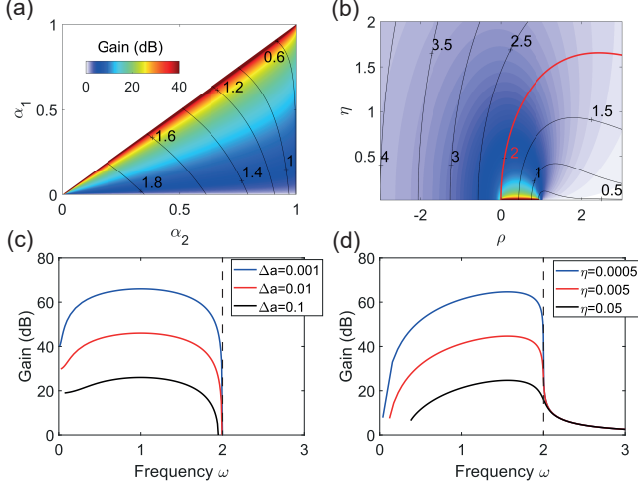 (a)
Gain (dB)
0 20 40
1
0.5
0
α1
0.6
1.2
1.6
1.4
1
1.8
0 0.5 1
α2
(b)
2
1.5
1
0.5
η
3.5
2.5
1.5
4
3
2
1
0.5
-2 0 2
ρ
(c)
80
60
40
20
0
Gain (dB)
Δa=0.001
Δa=0.01
Δa=0.1
0 1 2 3
Frequency ω
(d)
80
60
40
20
0
Gain (dB)
η=0.0005
η=0.005
η=0.05
0 1 2 3
Frequency ω